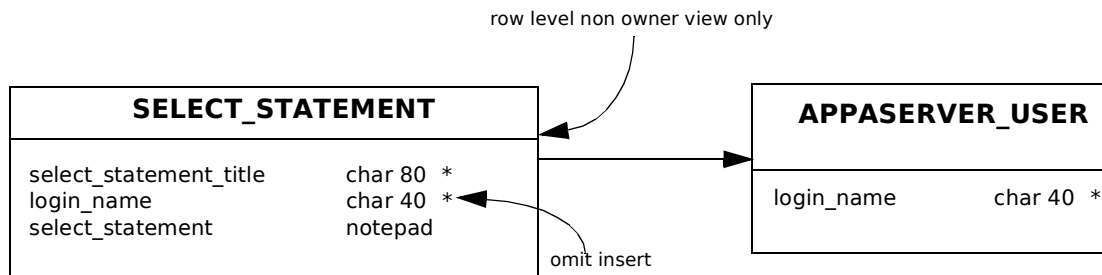 row level non owner view only
SELECT_STATEMENT
select_statement_title char 80 *
login_name char 40 *
select_statement notepad
omit insert
APPASERVER_USER
login_name char 40 *